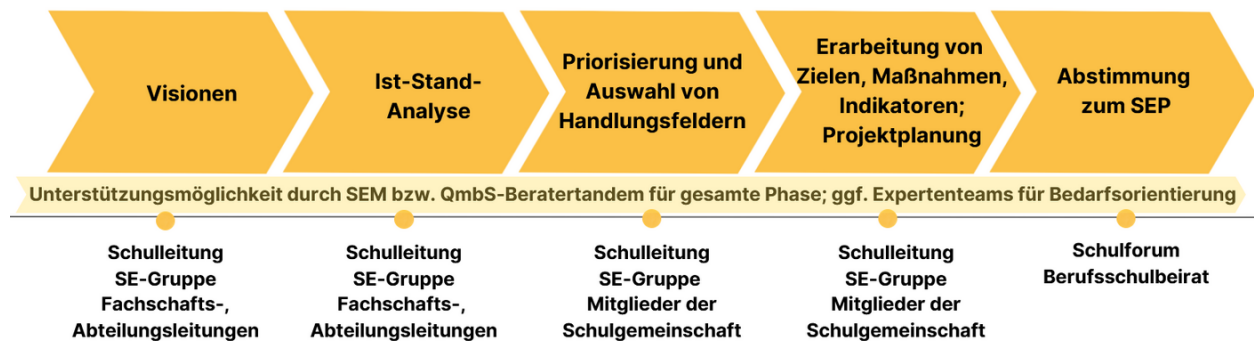 Visionen
Ist-Stand-
Analyse
Priorisierung und
Auswahl von
Handlungsfeldern
Erarbeitung von
Zielen, Maßnahmen,
Indikatoren;
Projektplanung
Abstimmung
zum SEP
Unterstützungsmöglichkeit durch SEM bzw. QmbS-Beratertandem für gesamte Phase; ggf. Expertenteams für Bedarfsorientierung
Schulleitung
SE-Gruppe
Fachschafts-,
Abteilungsleitungen
Schulleitung
SE-Gruppe
Fachschafts-,
Abteilungsleitungen
Schulleitung
SE-Gruppe
Mitglieder der
Schulgemeinschaft
Schulleitung
SE-Gruppe
Mitglieder der
Schulgemeinschaft
Schulforum
Berufsschulbeirat